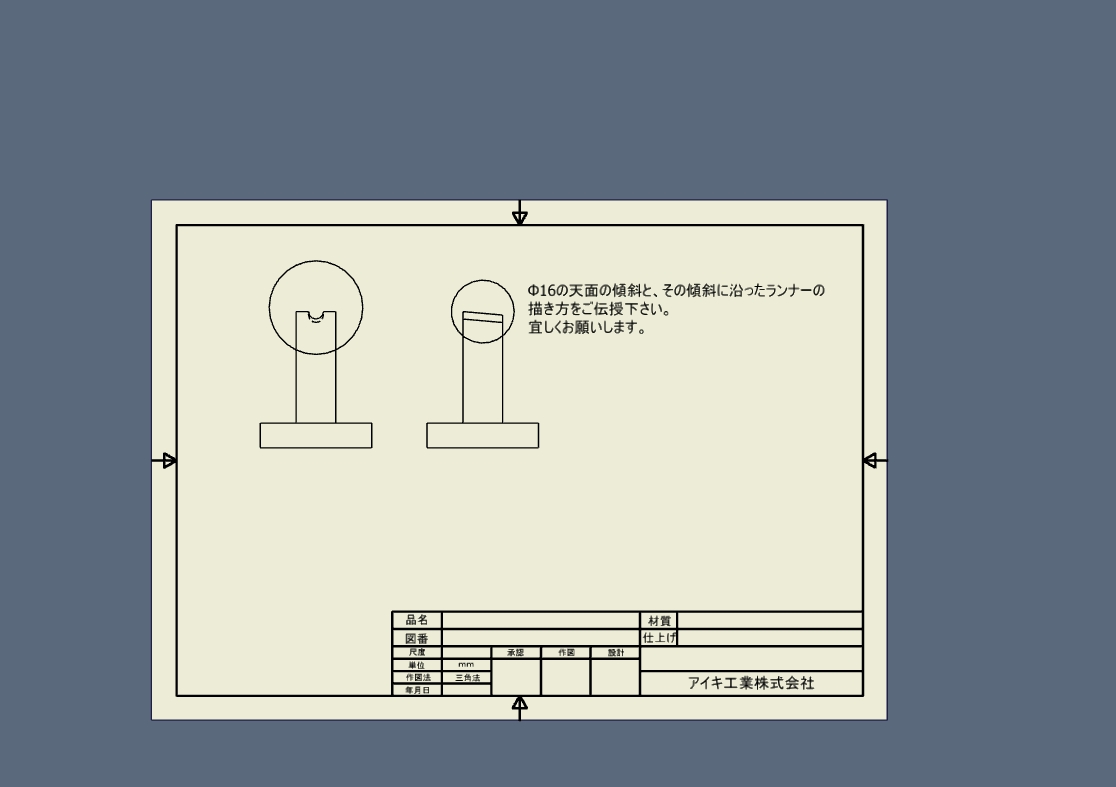 Φ16の天面の傾斜と、その傾斜に沿ったランナーの
描き方をご伝授下さい。
宜しくお願いします。
品名
材質
図番
仕上げ
尺度
承認
作図
設計
単位
mm
作図法
三角法
アイキ工業株式会社
年月日